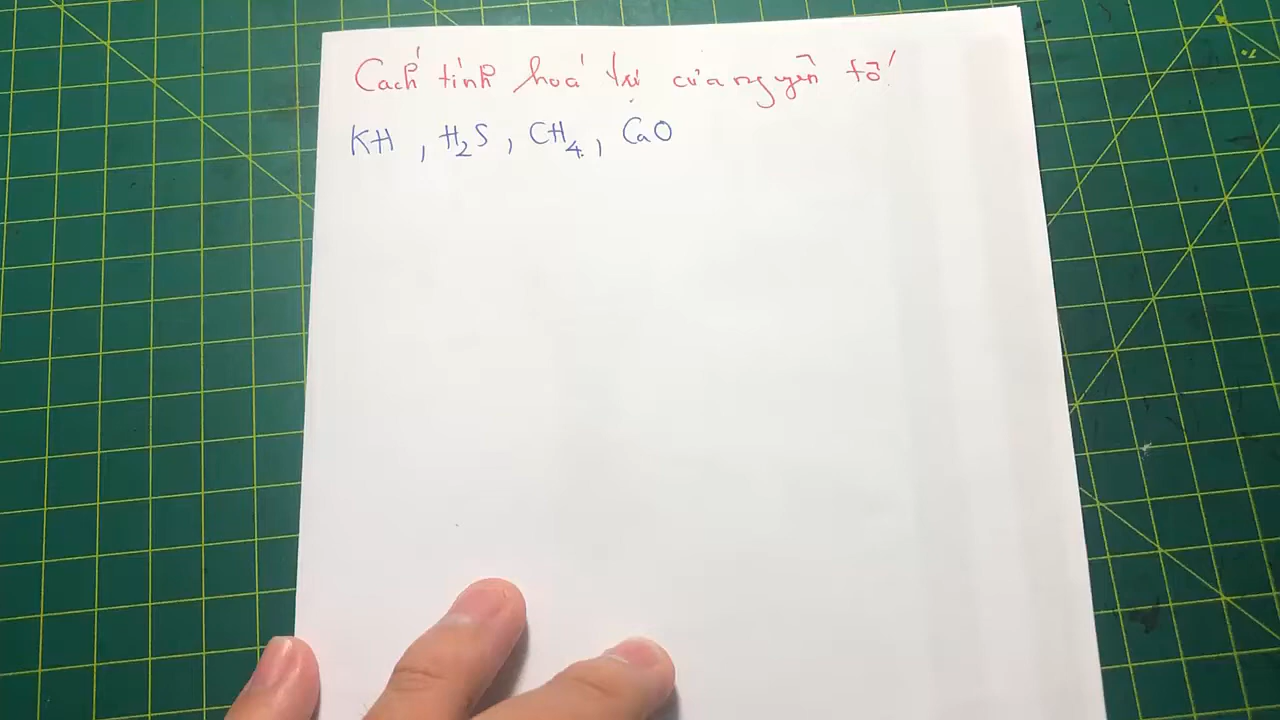 Cách tính hoá trị của nguyên tố
KH , H₂S , CH₄ , CaO